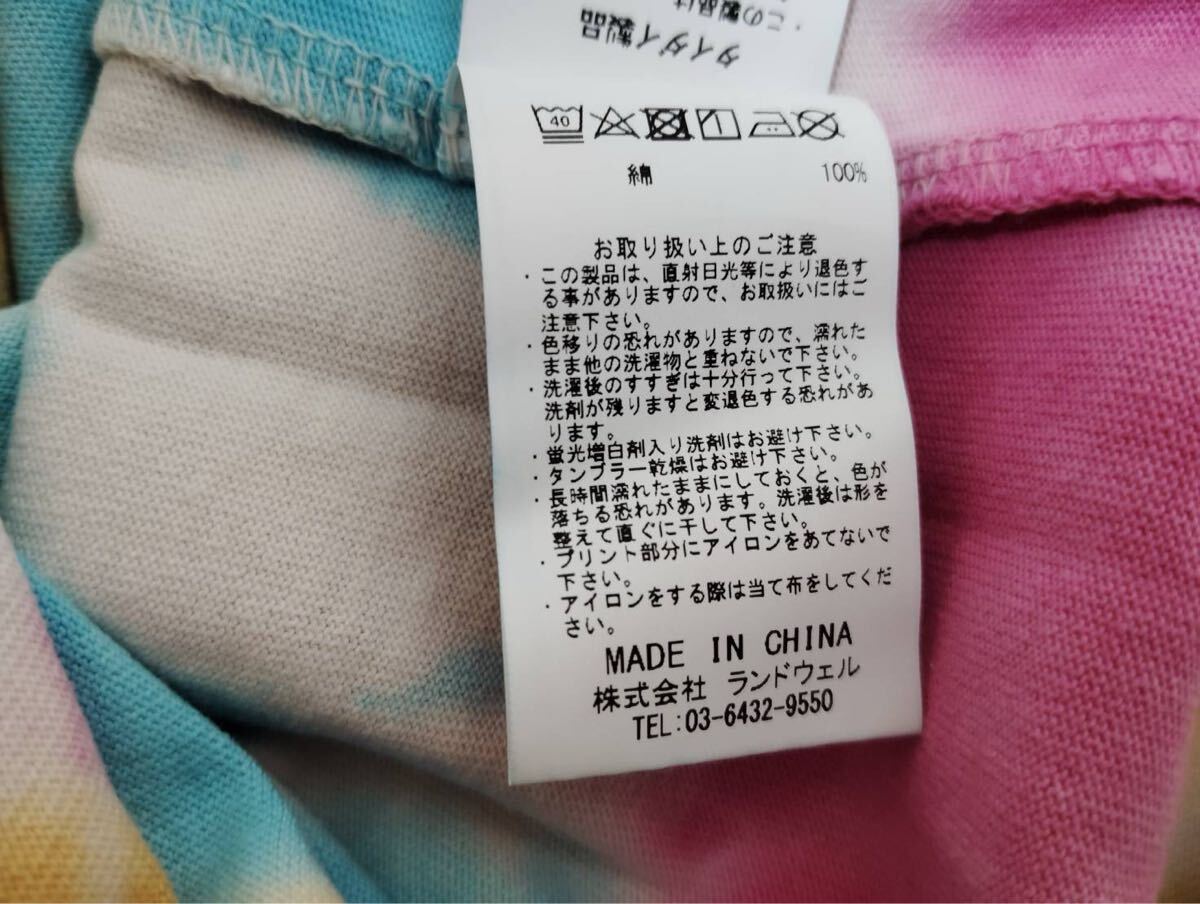 ・この製品は
タイダイ製品
40
綿 100%
お取り扱い上のご注意
・この製品は、直射日光等により退色す
る事がありますので、お取扱いにはご
注意下さい。
・色移りの恐れがありますので、濡れた
まま他の洗濯物と重ねないで下さい。
・洗濯後のすすぎは十分行って下さい。
洗剤が残りますと変退色する恐れがあ
ります。
・蛍光増白剤入り洗剤はお避け下さい。
・タンブラー乾燥はお避け下さい。
・長時間濡れたままにしておくと、色が
落ちる恐れがあります。洗濯後は形を
整えて直ぐに干して下さい。
・プリント部分にアイロンをあてないで
下さい。
・アイロンをする際は当て布をしてくだ
さい。
MADE IN CHINA
株式会社 ランドウェル
TEL:03-6432-9550